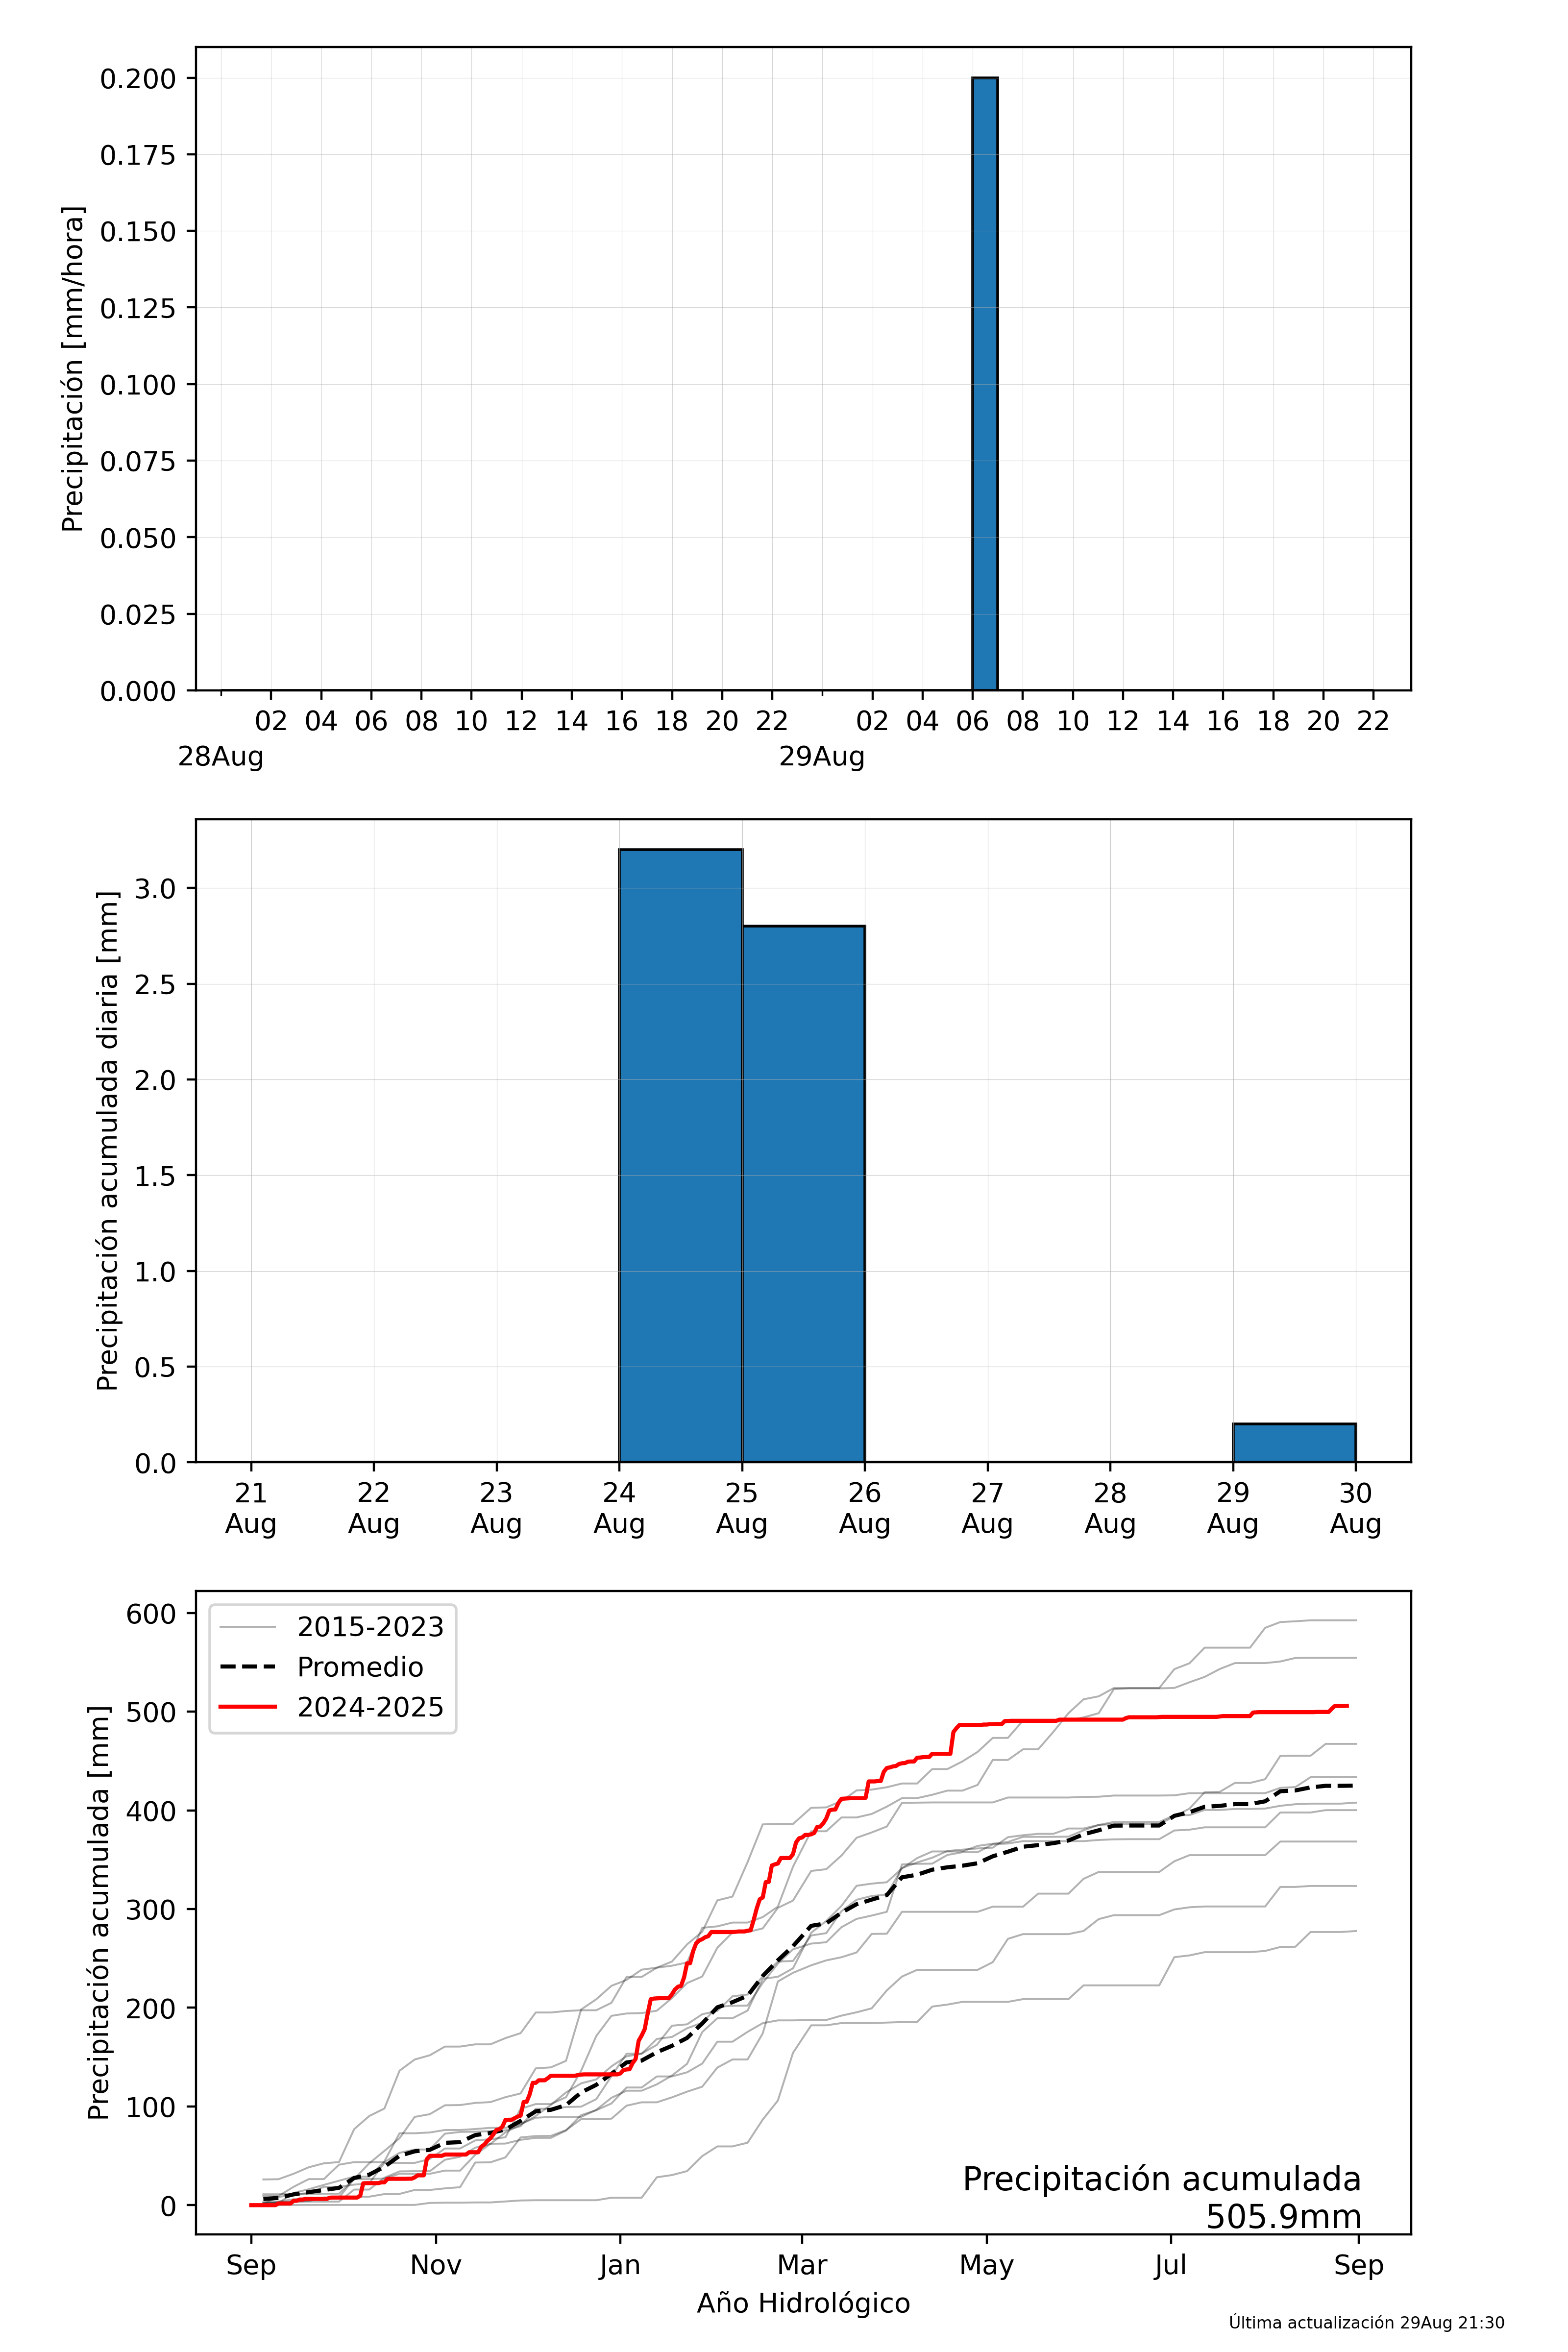 Precipitación [mm/hora]
0.200
0.175
0.150
0.125
0.100
0.075
0.050
0.025
0.000
02 04 06 08 10 12 14 16 18 20 22 02 04 06 08 10 12 14 16 18 20 22
28Aug 29Aug
Precipitación acumulada diaria [mm]
3.0
2.5
2.0
1.5
1.0
0.5
0.0
21 22 23 24 25 26 27 28 29 30
Aug Aug Aug Aug Aug Aug Aug Aug Aug Aug
Precipitación acumulada [mm]
600
500
400
300
200
100
0
2015-2023
Promedio
2024-2025
Precipitación acumulada
505.9mm
Sep Nov Jan Mar May Jul Sep
Año Hidrológico
Última actualización 29Aug 21:30